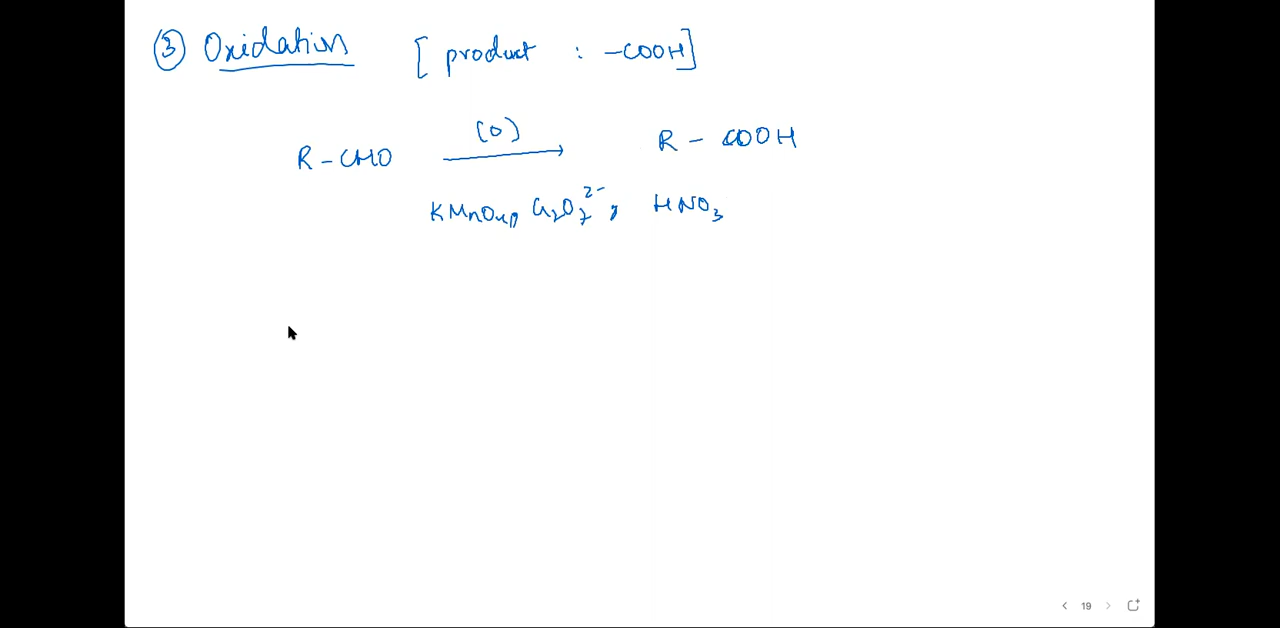 ③ Oxidation [product : -COOH]
(O)
R - CHO → R - COOH
KMnO4, Cr2O7^2-, HNO3
< 19 >